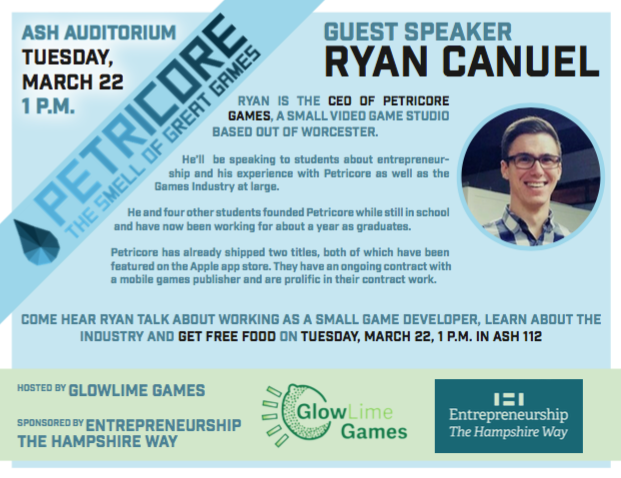 ASH AUDITORIUM
TUESDAY,
MARCH 22
1 P.M.
PETRICORE
THE SMELL OF GREAT GAMES
GUEST SPEAKER
RYAN CANUEL
RYAN IS THE CEO OF PETRICORE
GAMES, A SMALL VIDEO GAME STUDIO
BASED OUT OF WORCESTER.
He'll be speaking to students about entrepreneur-
ship and his experience with Petricore as well as the
Games Industry at large.
He and four other students founded Petricore while still in school
and have now been working for about a year as graduates.
Petricore has already shipped two titles, both of which have been
featured on the Apple app store. They have an ongoing contract with
a mobile games publisher and are prolific in their contract work.
COME HEAR RYAN TALK ABOUT WORKING AS A SMALL GAME DEVELOPER, LEARN ABOUT THE
INDUSTRY AND GET FREE FOOD ON TUESDAY, MARCH 22, 1 P.M. IN ASH 112
HOSTED BY GLOWLIME GAMES
SPONSORED BY ENTREPRENEURSHIP
THE HAMPSHIRE WAY
GlowLime
Games
Entrepreneurship
The Hampshire Way